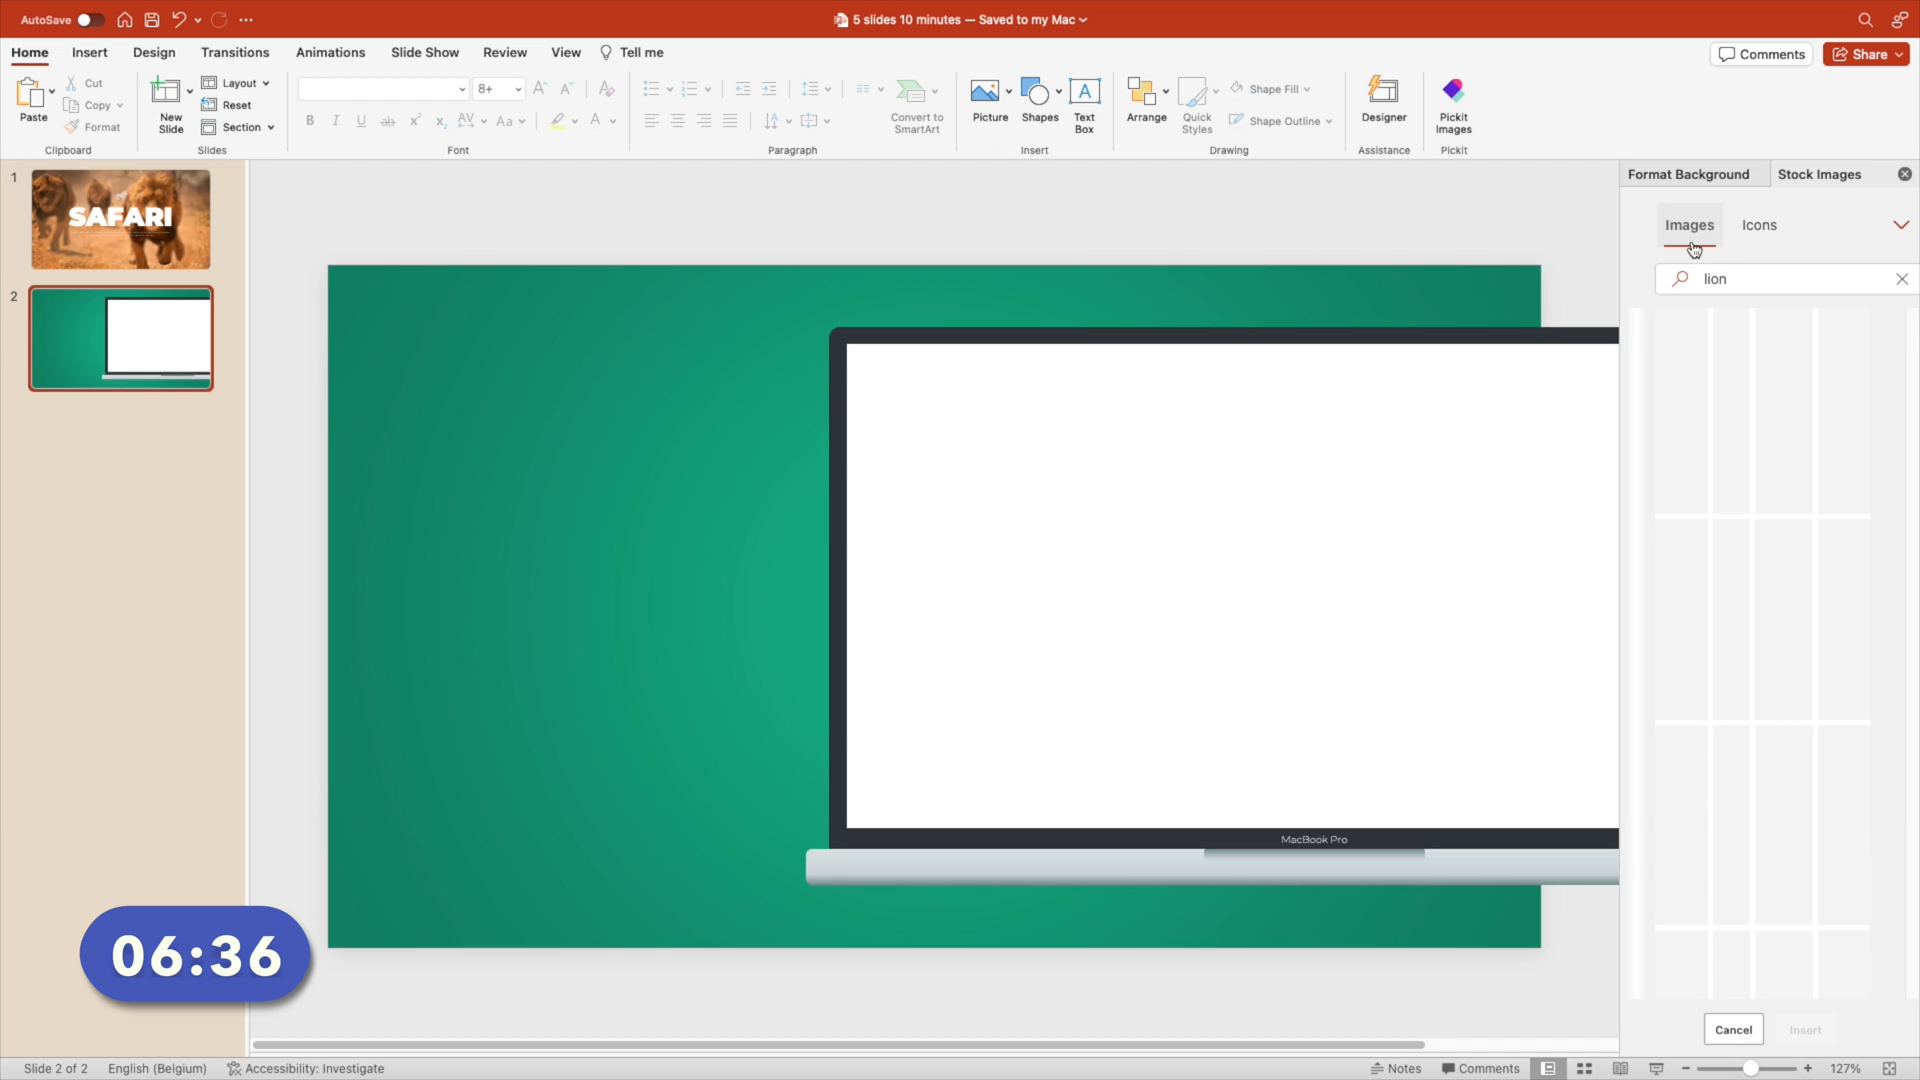 AutoSave
5 slides 10 minutes — Saved to my Mac
Home Insert Design Transitions Animations Slide Show Review View Tell me
Comments Share
Paste
Cut
Copy
Format
Clipboard
New Slide
Layout
Reset
Section
Slides
8+
Font
Convert to SmartArt
Paragraph
Picture
Shapes
Text Box
Insert
Arrange
Quick Styles
Shape Fill
Shape Outline
Drawing
Designer
Assistance
Pickit Images
Pickit
1
SAFARI
2
MacBook Pro
Format Background Stock Images
Images Icons
lion
Cancel Insert
06:36
Slide 2 of 2 English (Belgium) Accessibility: Investigate Notes Comments 127%